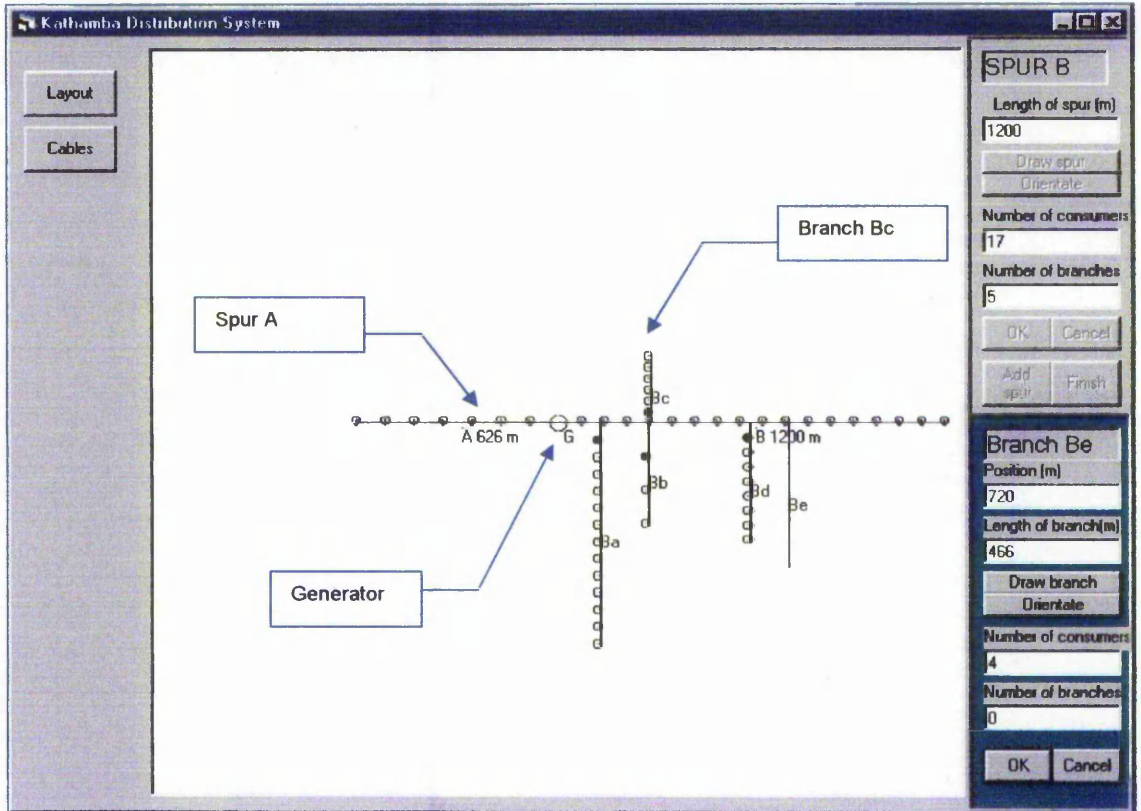 Kathamba Distribution System
Layout
Cables
Spur A
Generator
Branch Bc
A 626 m
G
B 1200 m
Bc
Bb
Ba
Bd
Be
SPUR B
Length of spur (m)
1200
Draw spur
Orientate
Number of consumers
17
Number of branches
5
OK
Cancel
Add spur
Finish
Branch Be
Position (m)
720
Length of branch(m)
466
Draw branch
Orientate
Number of consumers
4
Number of branches
0
OK
Cancel